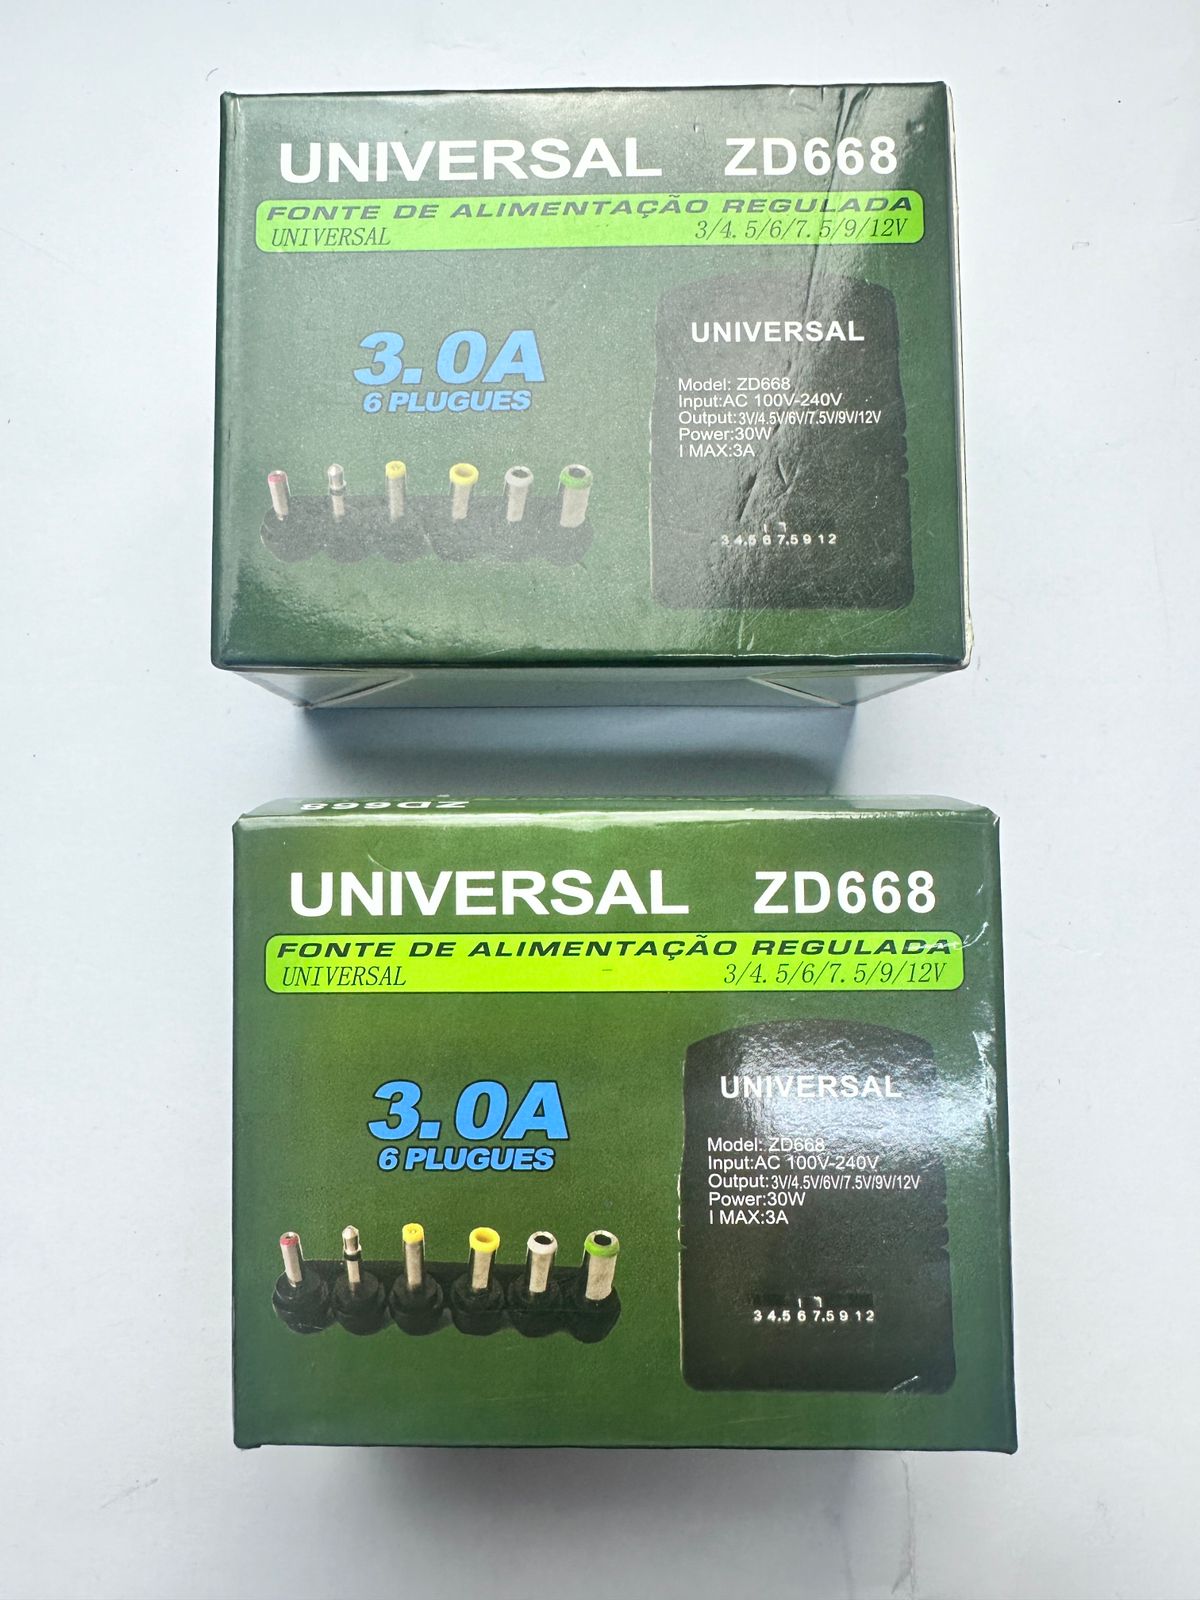 UNIVERSAL ZD668
FONTE DE ALIMENTAÇÃO REGULADA
UNIVERSAL 3/4.5/6/7.5/9/12V
3.0A
6 PLUGUES
UNIVERSAL
Model: ZD668
Input:AC 100V-240V
Output:3V/4.5V/6V/7.5V/9V/12V
Power:30W
I MAX:3A
3 4.5 6 7.5 9 12
ZD668
UNIVERSAL ZD668
FONTE DE ALIMENTAÇÃO REGULADA
UNIVERSAL 3/4.5/6/7.5/9/12V
3.0A
6 PLUGUES
UNIVERSAL
Model: ZD668
Input:AC 100V-240V
Output:3V/4.5V/6V/7.5V/9V/12V
Power:30W
I MAX:3A
3 4.5 6 7.5 9 12